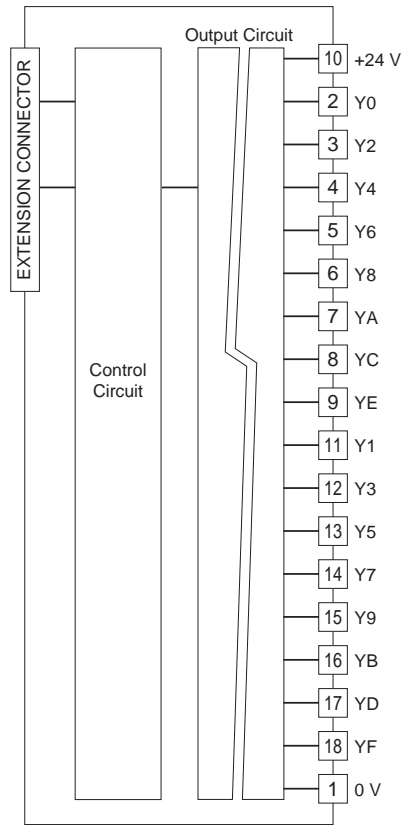 Output Circuit
EXTENSION CONNECTOR
Control
Circuit
10 +24 V
2 Y0
3 Y2
4 Y4
5 Y6
6 Y8
7 YA
8 YC
9 YE
11 Y1
12 Y3
13 Y5
14 Y7
15 Y9
16 YB
17 YD
18 YF
1 0 V